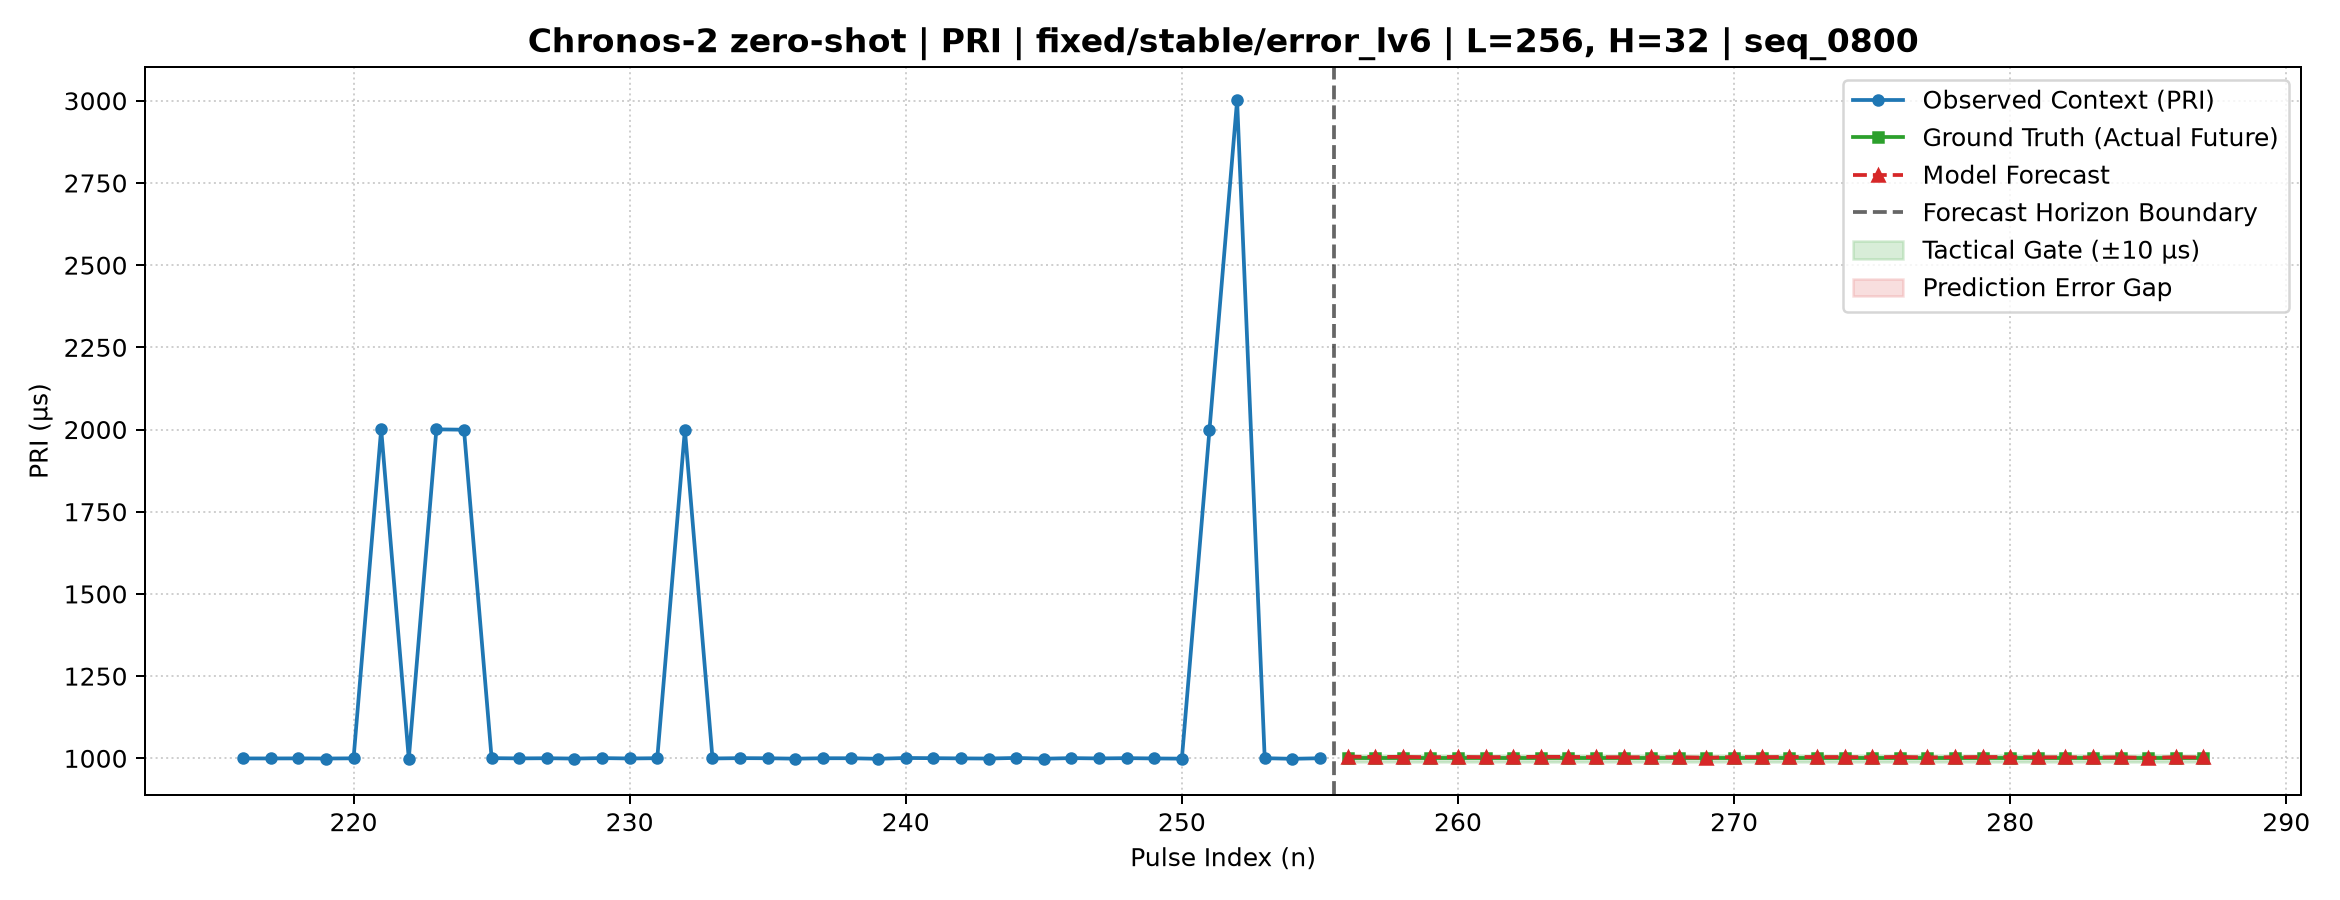 Chronos-2 zero-shot | PRI | fixed/stable/error_lv6 | L=256, H=32 | seq_0800
Observed Context (PRI)
Ground Truth (Actual Future)
Model Forecast
Forecast Horizon Boundary
Tactical Gate (±10 µs)
Prediction Error Gap
PRI (µs)
3000
2750
2500
2250
2000
1750
1500
1250
1000
220
230
240
250
260
270
280
290
Pulse Index (n)